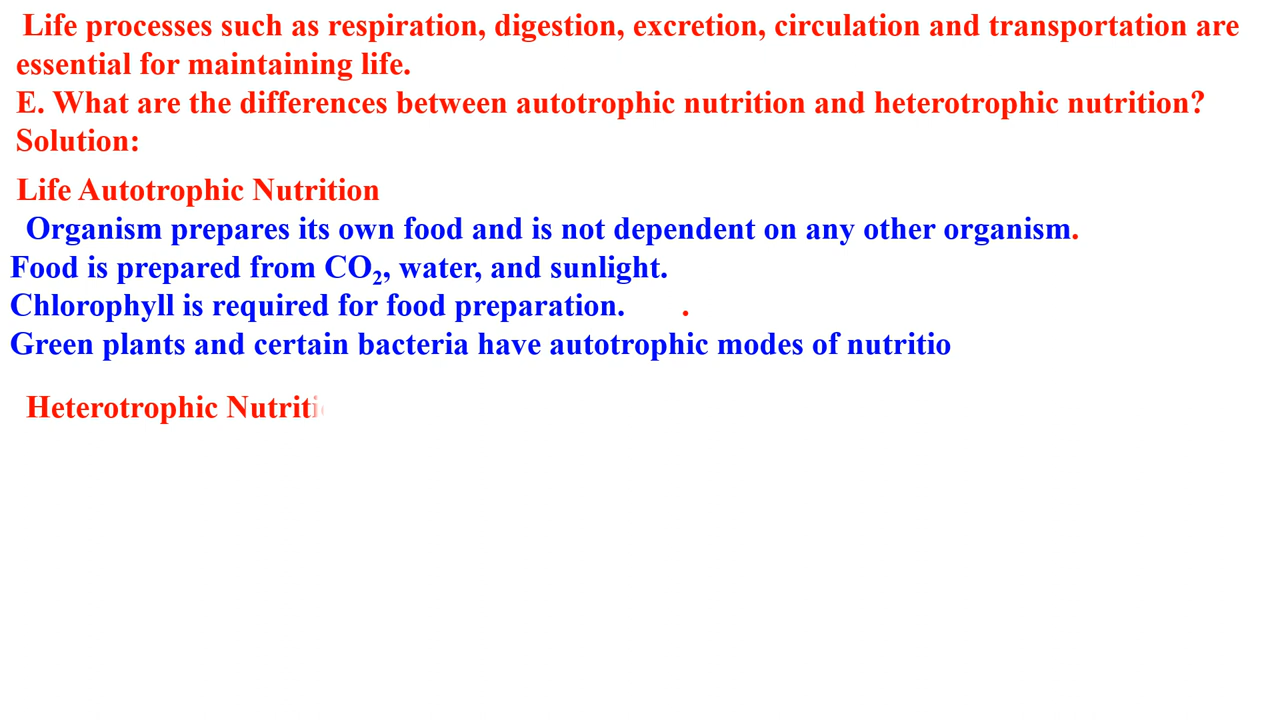 Life processes such as respiration, digestion, excretion, circulation and transportation are
essential for maintaining life.
E. What are the differences between autotrophic nutrition and heterotrophic nutrition?
Solution:
Life Autotrophic Nutrition
Organism prepares its own food and is not dependent on any other organism.
Food is prepared from CO₂, water, and sunlight.
Chlorophyll is required for food preparation. .
Green plants and certain bacteria have autotrophic modes of nutritio
Heterotrophic Nutriti